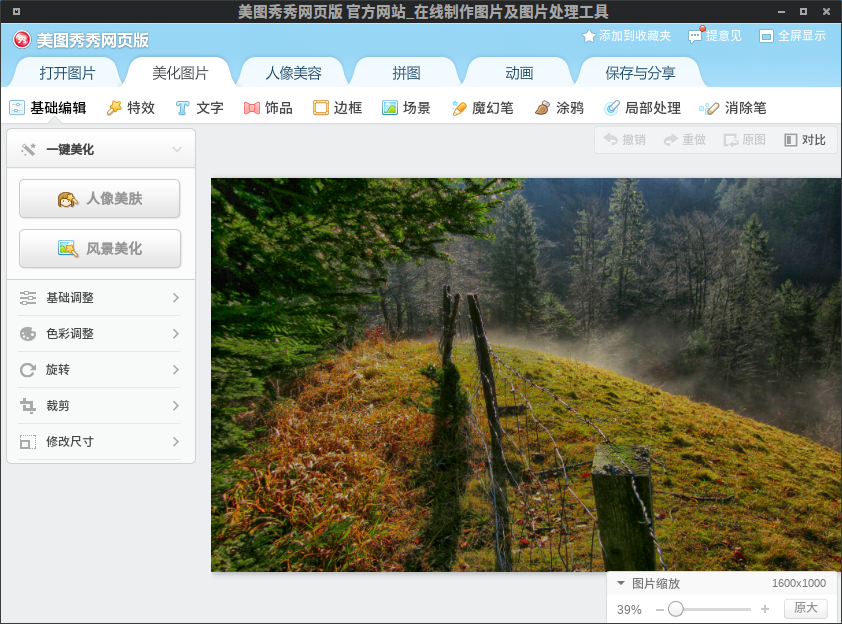 美图秀秀网页版 官方网站_在线制作图片及图片处理工具
秀 美图秀秀网页版
添加到收藏夹 提意见 全屏显示
打开图片 美化图片 人像美容 拼图 动画 保存与分享
基础编辑 特效 文字 饰品 边框 场景 魔幻笔 涂鸦 局部处理 消除笔
撤销 重做 原图 对比
一键美化
人像美肤
风景美化
基础调整
色彩调整
旋转
裁剪
修改尺寸
图片缩放 1600x1000
39% 原大